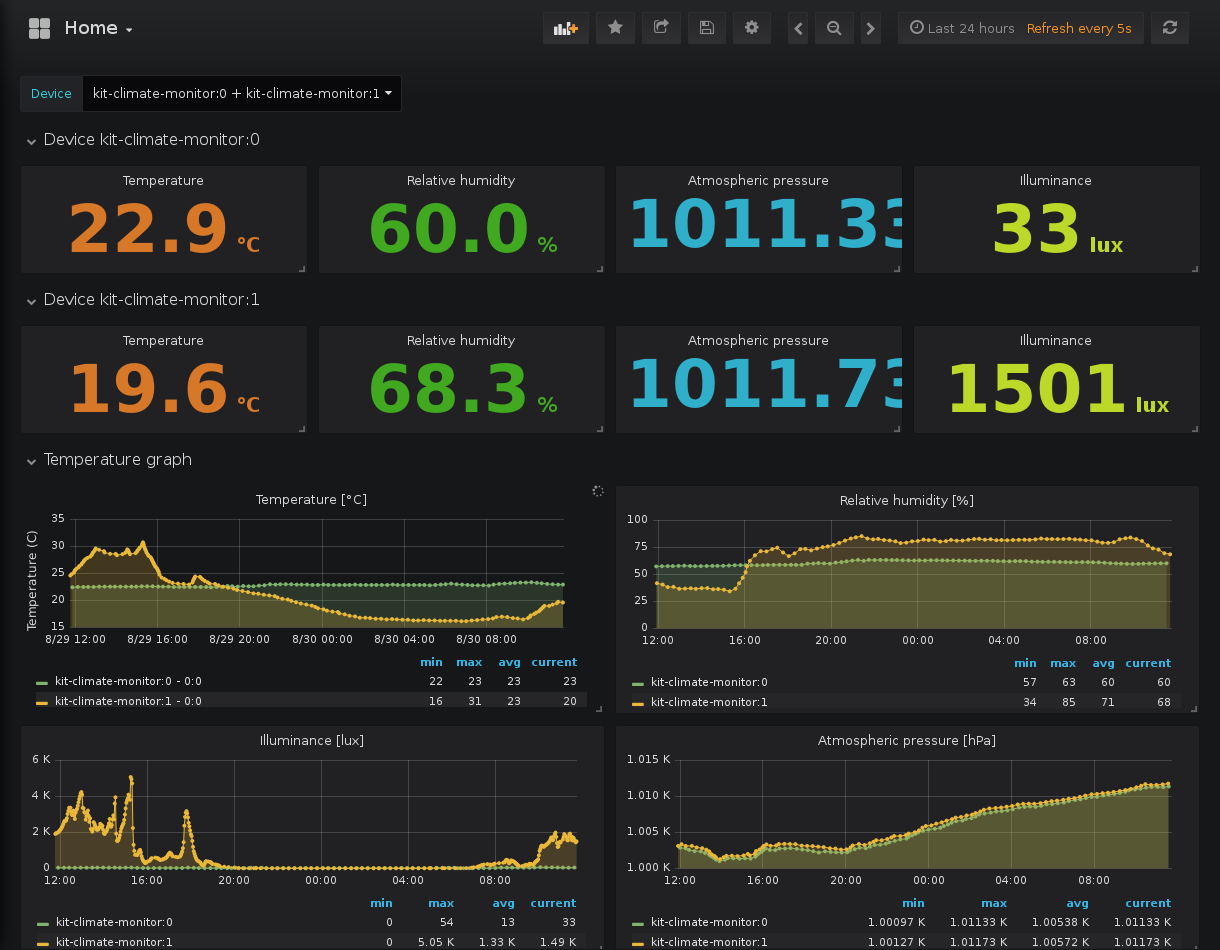 Home
Last 24 hours Refresh every 5s
Device kit-climate-monitor:0 + kit-climate-monitor:1
Device kit-climate-monitor:0
Temperature Relative humidity Atmospheric pressure Illuminance
22.9 °C 60.0 % 1011.33 33 lux
Device kit-climate-monitor:1
Temperature Relative humidity Atmospheric pressure Illuminance
19.6 °C 68.3 % 1011.73 1501 lux
Temperature graph
Temperature [°C]
Temperature (C)
35
30
25
20
15
8/29 12:00 8/29 16:00 8/29 20:00 8/30 00:00 8/30 04:00 8/30 08:00
min max avg current
kit-climate-monitor:0 - 0:0 22 23 23 23
kit-climate-monitor:1 - 0:0 16 31 23 20
Relative humidity [%]
100
75
50
25
0
12:00 16:00 20:00 00:00 04:00 08:00
min max avg current
kit-climate-monitor:0 57 63 60 60
kit-climate-monitor:1 34 85 71 68
Illuminance [lux]
6 K
4 K
2 K
0
12:00 16:00 20:00 00:00 04:00 08:00
min max avg current
kit-climate-monitor:0 0 54 13 33
kit-climate-monitor:1 0 5.05 K 1.33 K 1.49 K
Atmospheric pressure [hPa]
1.015 K
1.010 K
1.005 K
1.000 K
12:00 16:00 20:00 00:00 04:00 08:00
min max avg current
kit-climate-monitor:0 1.00097 K 1.01133 K 1.00538 K 1.01133 K
kit-climate-monitor:1 1.00127 K 1.01173 K 1.00572 K 1.01173 K